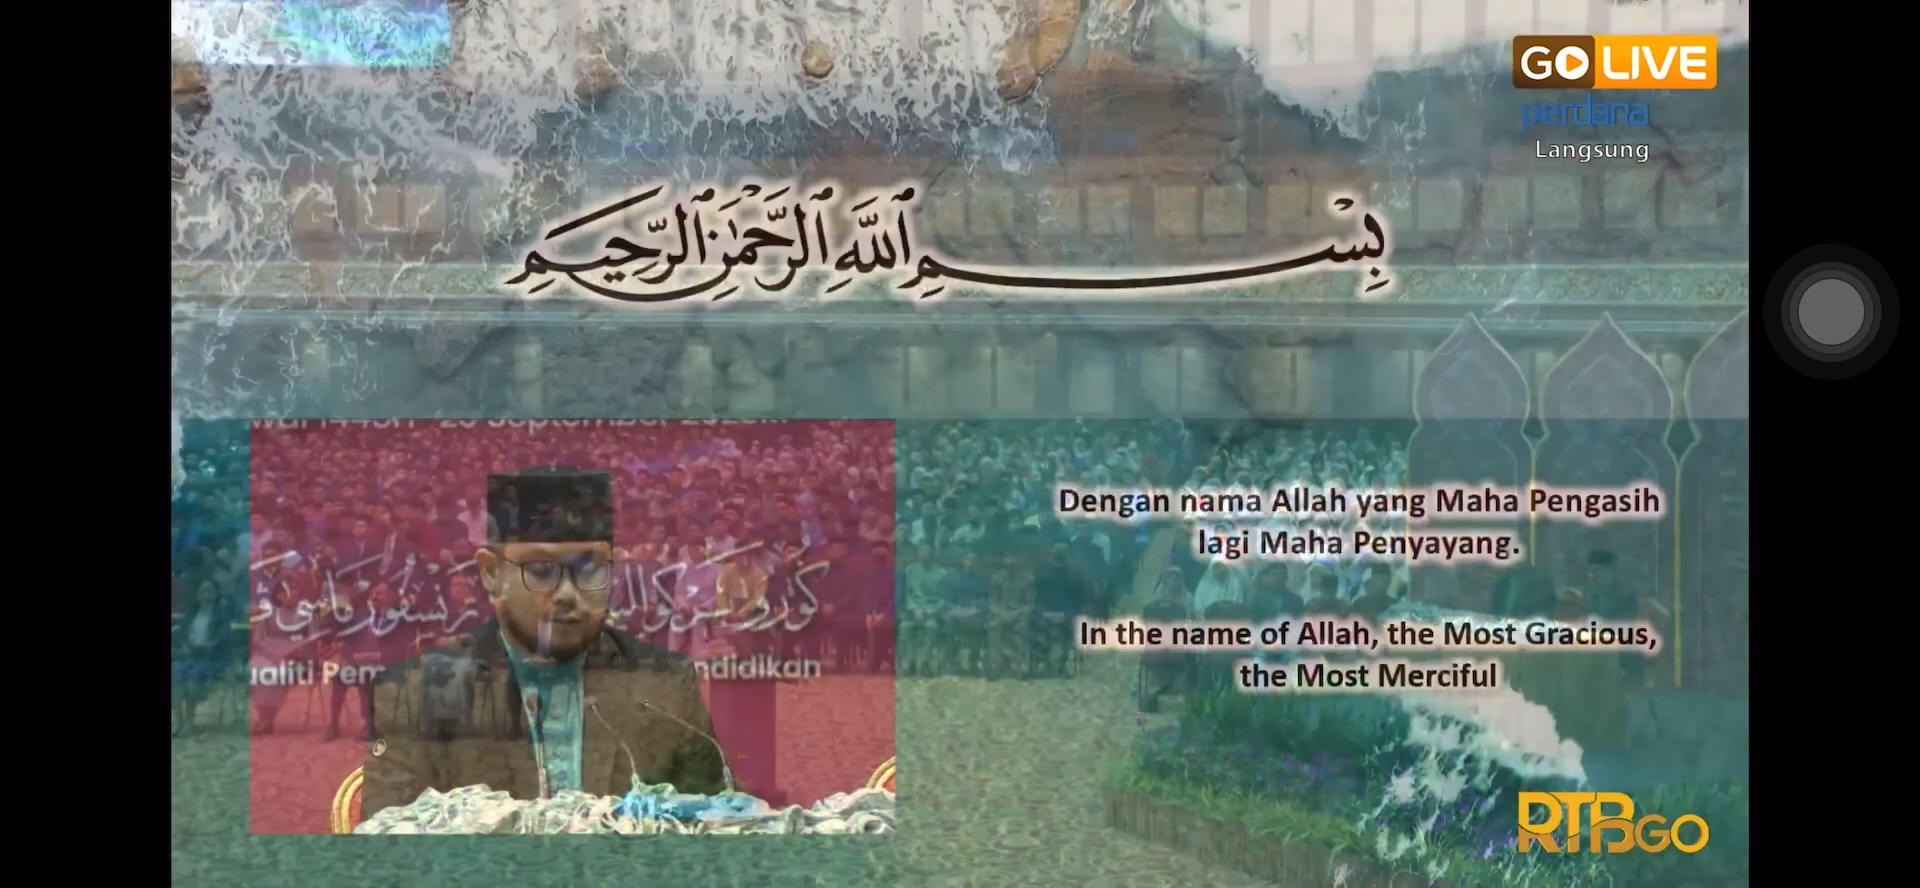 GO LIVE
perdana
Langsung
بِسْمِ ٱللَّهِ ٱلرَّحْمَٰنِ ٱلرَّحِيمِ
September
Dengan nama Allah yang Maha Pengasih
lagi Maha Penyayang.
In the name of Allah, the Most Gracious,
the Most Merciful
RTBGO